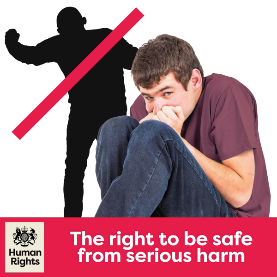 The right to be safe
from serious harm
Human
Rights